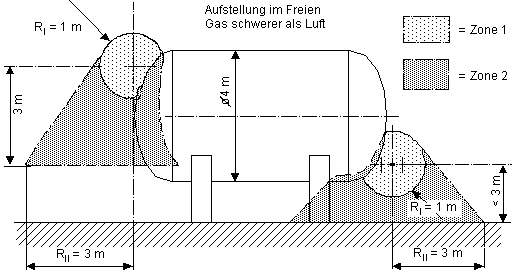 Aufstellung im Freien
Gas schwerer als Luft
= Zone 1
= Zone 2
R_I = 1 m
3 m
ø4 m
< 3 m
R_I = 1 m
R_II = 3 m
R_II = 3 m